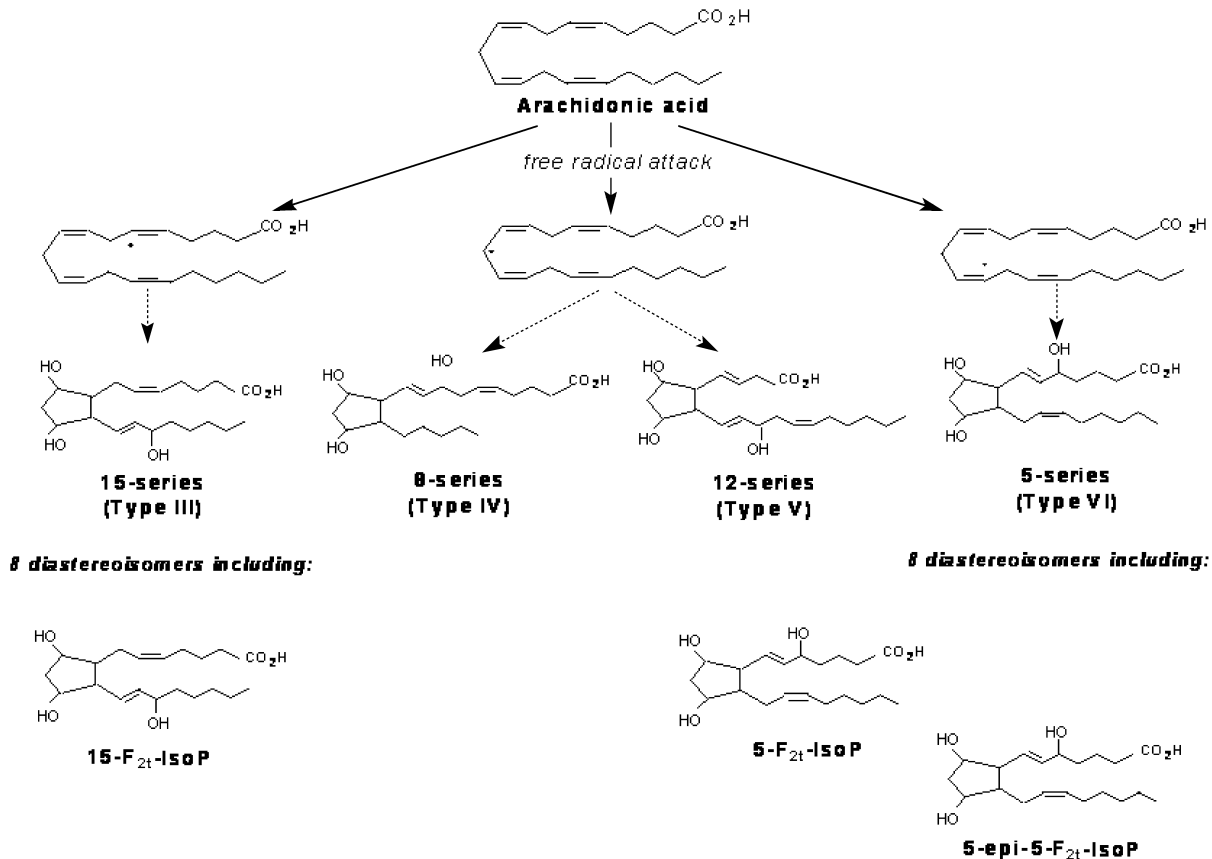 CO₂H
Arachidonic acid
free radical attack
CO₂H
CO₂H
CO₂H
HO
HO
OH
CO₂H
15-series
(Type III)
HO
HO
HO
CO₂H
8-series
(Type IV)
HO
HO
OH
CO₂H
12-series
(Type V)
HO
HO
OH
CO₂H
5-series
(Type VI)
8 diastereoisomers including:
8 diastereoisomers including:
HO
HO
OH
CO₂H
15-F₂ₜ-IsoP
HO
HO
HO
CO₂H
5-F₂ₜ-IsoP
HO
HO
HO
CO₂H
5-epi-5-F₂ₜ-IsoP